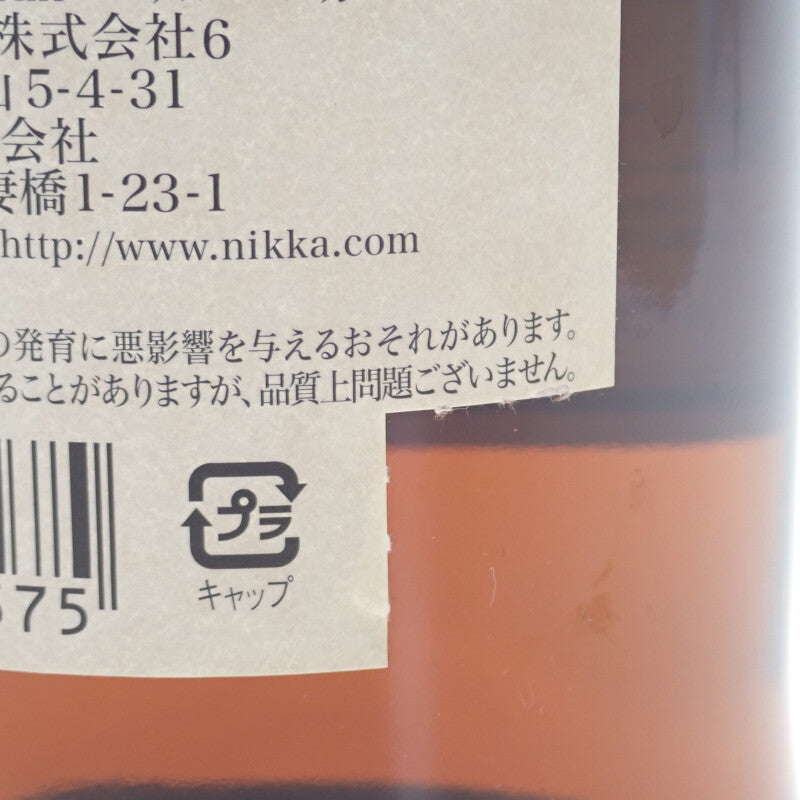 株式会社6
山5-4-31
会社
妻橋1-23-1
http://www.nikka.com
の発育に悪影響を与えるおそれがあります。
ることがありますが、品質上問題ございません。
プラ
キャップ
575